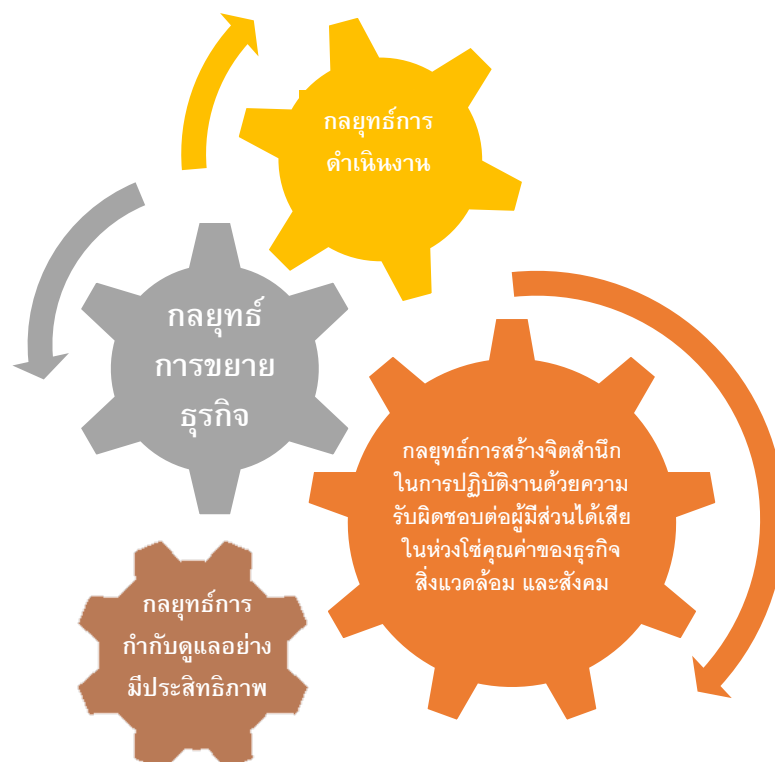 กลยุทธ์การ
ดำเนินงาน
กลยุทธ์
การขยาย
ธุรกิจ
กลยุทธ์การสร้างจิตสำนึก
ในการปฏิบัติงานด้วยความ
รับผิดชอบต่อผู้มีส่วนได้เสีย
ในห่วงโซ่คุณค่าของธุรกิจ
สิ่งแวดล้อม และสังคม
กลยุทธ์การ
กำกับดูแลอย่าง
มีประสิทธิภาพ